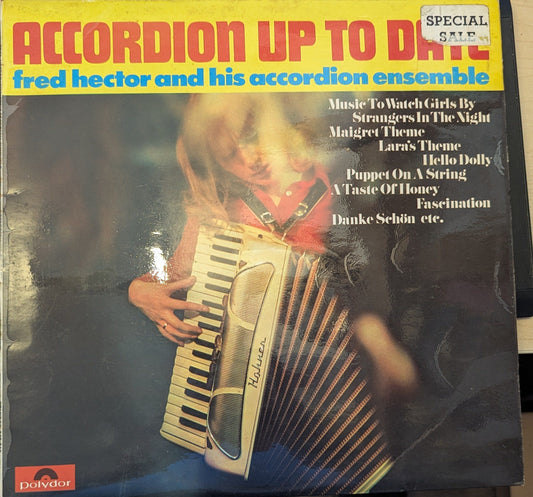 ACCORDION UP TO DATE
SPECIAL
SALE
fred hector and his accordion ensemble
Music To Watch Girls By
Strangers In The Night
Maigret Theme
Lara's Theme
Hello Dolly
Puppet On A String
A Taste Of Honey
Fascination
Danke Schön etc.
Hohner
Polydor